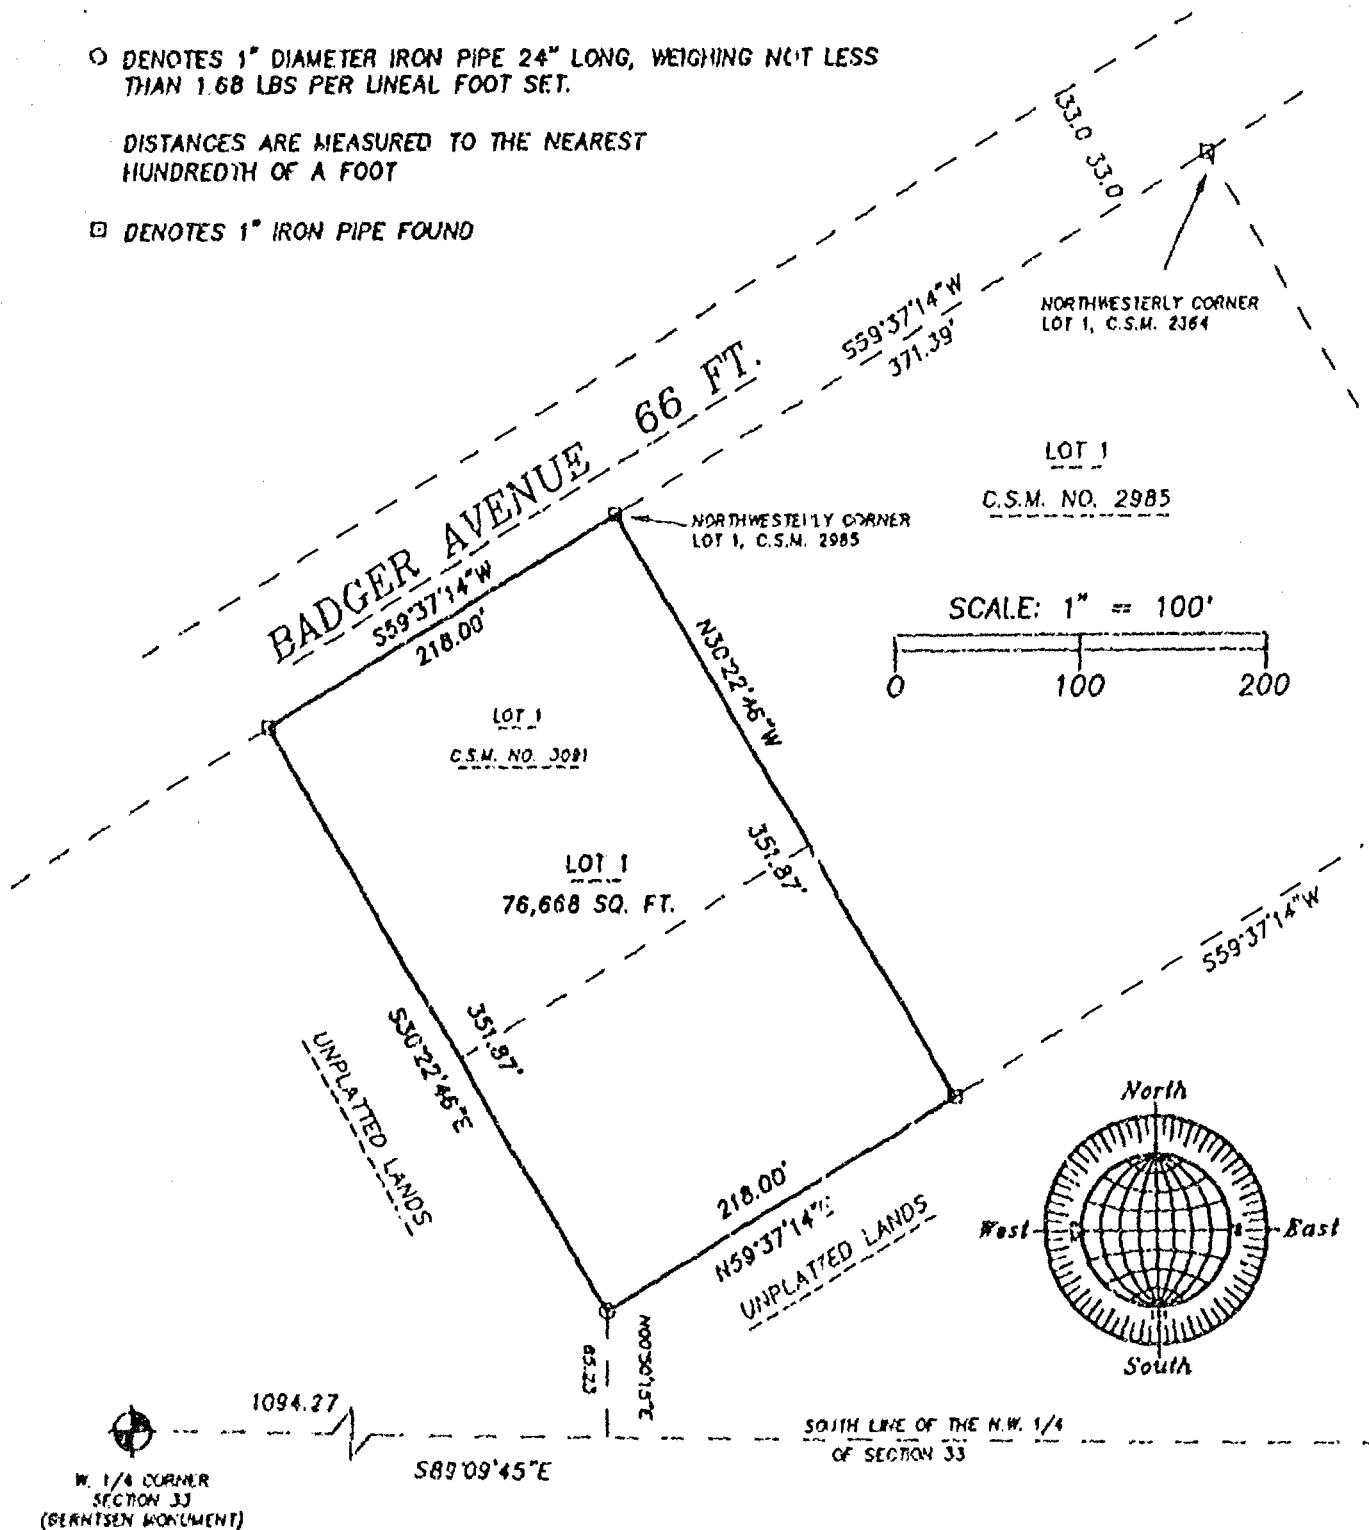 DENOTES 1" DIAMETER IRON PIPE 24" LONG, WEIGHING NOT LESS
THAN 1.68 LBS PER LINEAL FOOT SET.
DISTANCES ARE MEASURED TO THE NEAREST
HUNDREDTH OF A FOOT
DENOTES 1" IRON PIPE FOUND
33.0 33.0
NORTHWESTERLY CORNER
LOT 1, C.S.M. 2364
S59°37'14"W
371.39'
BADGER AVENUE 66 FT.
LOT 1
C.S.M. NO. 2985
NORTHWESTERLY CORNER
LOT 1, C.S.M. 2985
S59°37'14"W
218.00'
SCALE: 1" = 100'
0 100 200
N30°22'46"W
351.87'
LOT 1
C.S.M. NO. 3091
LOT 1
76,668 SQ. FT.
S59°37'14"W
S30°22'46"E
351.87'
UNPLATTED LANDS
218.00'
N59°37'14"E
UNPLATTED LANDS
North
West
East
South
N00°50'15"E
65.23
1094.27
S89°09'45"E
SOUTH LINE OF THE N.W. 1/4
OF SECTION 33
W. 1/4 CORNER
SECTION 33
(BERNTSEN MONUMENT)